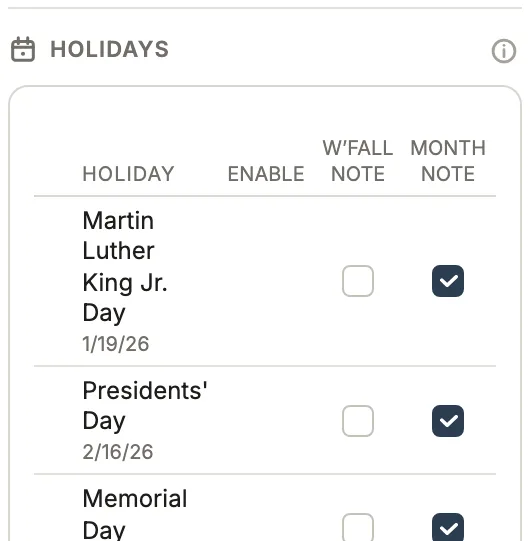 HOLIDAYS
W’FALL MONTH
HOLIDAY ENABLE NOTE NOTE
Martin
Luther
King Jr.
Day
1/19/26
Presidents'
Day
2/16/26
Memorial
Day